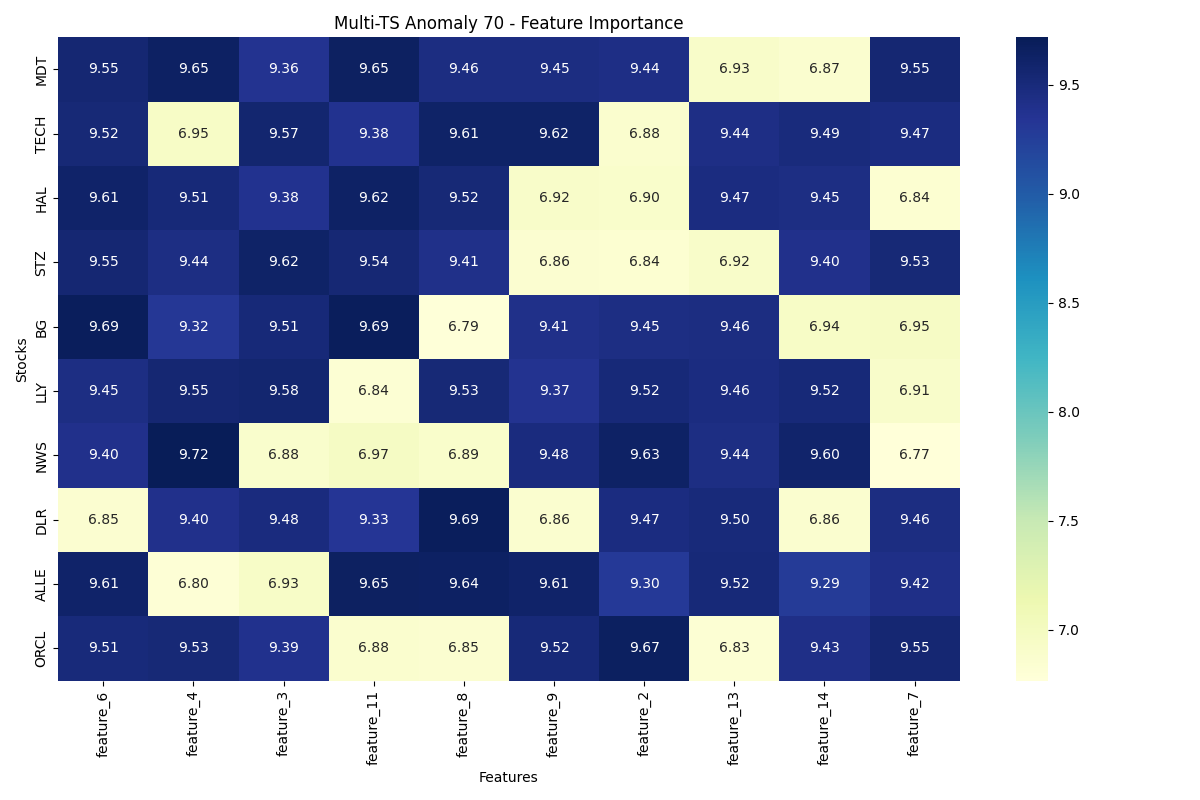 Multi-TS Anomaly 70 - Feature Importance
Stocks
MDT 9.55 9.65 9.36 9.65 9.46 9.45 9.44 6.93 6.87 9.55
TECH 9.52 6.95 9.57 9.38 9.61 9.62 6.88 9.44 9.49 9.47
HAL 9.61 9.51 9.38 9.62 9.52 6.92 6.90 9.47 9.45 6.84
STZ 9.55 9.44 9.62 9.54 9.41 6.86 6.84 6.92 9.40 9.53
BG 9.69 9.32 9.51 9.69 6.79 9.41 9.45 9.46 6.94 6.95
LLY 9.45 9.55 9.58 6.84 9.53 9.37 9.52 9.46 9.52 6.91
NWS 9.40 9.72 6.88 6.97 6.89 9.48 9.63 9.44 9.60 6.77
DLR 6.85 9.40 9.48 9.33 9.69 6.86 9.47 9.50 6.86 9.46
ALLE 9.61 6.80 6.93 9.65 9.64 9.61 9.30 9.52 9.29 9.42
ORCL 9.51 9.53 9.39 6.88 6.85 9.52 9.67 6.83 9.43 9.55
feature_6 feature_4 feature_3 feature_11 feature_8 feature_9 feature_2 feature_13 feature_14 feature_7
Features
9.5
9.0
8.5
8.0
7.5
7.0